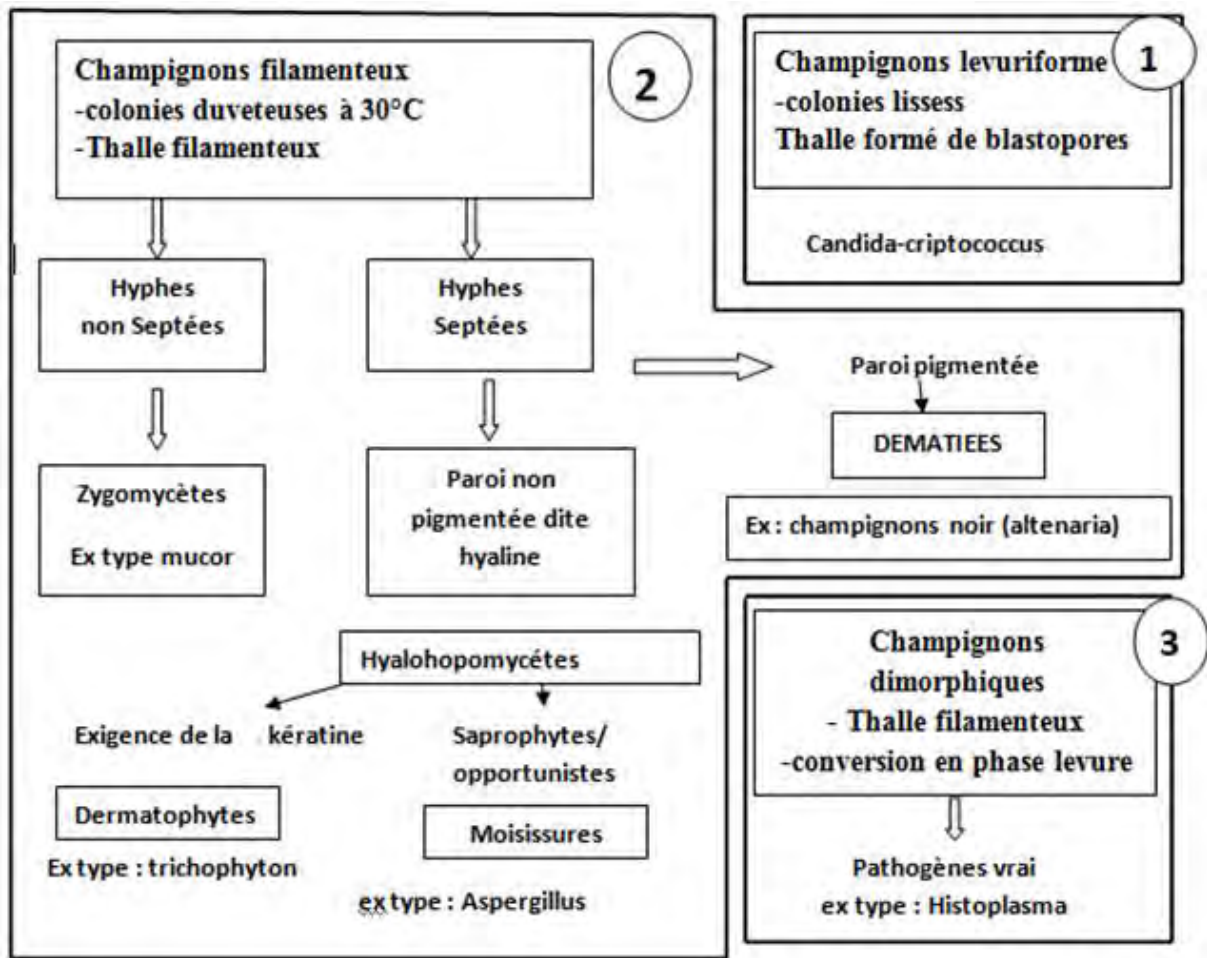 1
Champignons levuriforme
-colonies lissess
Thalle formé de blastopores
Candida-criptococcus
2
Champignons filamenteux
-colonies duveteuses à 30°C
-Thalle filamenteux
Hyphes
non Septées
Hyphes
Septées
Zygomycètes
Ex type mucor
Paroi non
pigmentée dite
hyaline
Paroi pigmentée
DEMATIEES
Ex : champignons noir (altenaria)
Hyalohopomycétes
Exigence de la kératine
Dermatophytes
Ex type : trichophyton
Saprophytes/
opportunistes
Moisissures
ex type : Aspergillus
3
Champignons
dimorphiques
- Thalle filamenteux
-conversion en phase levure
Pathogènes vrai
ex type : Histoplasma